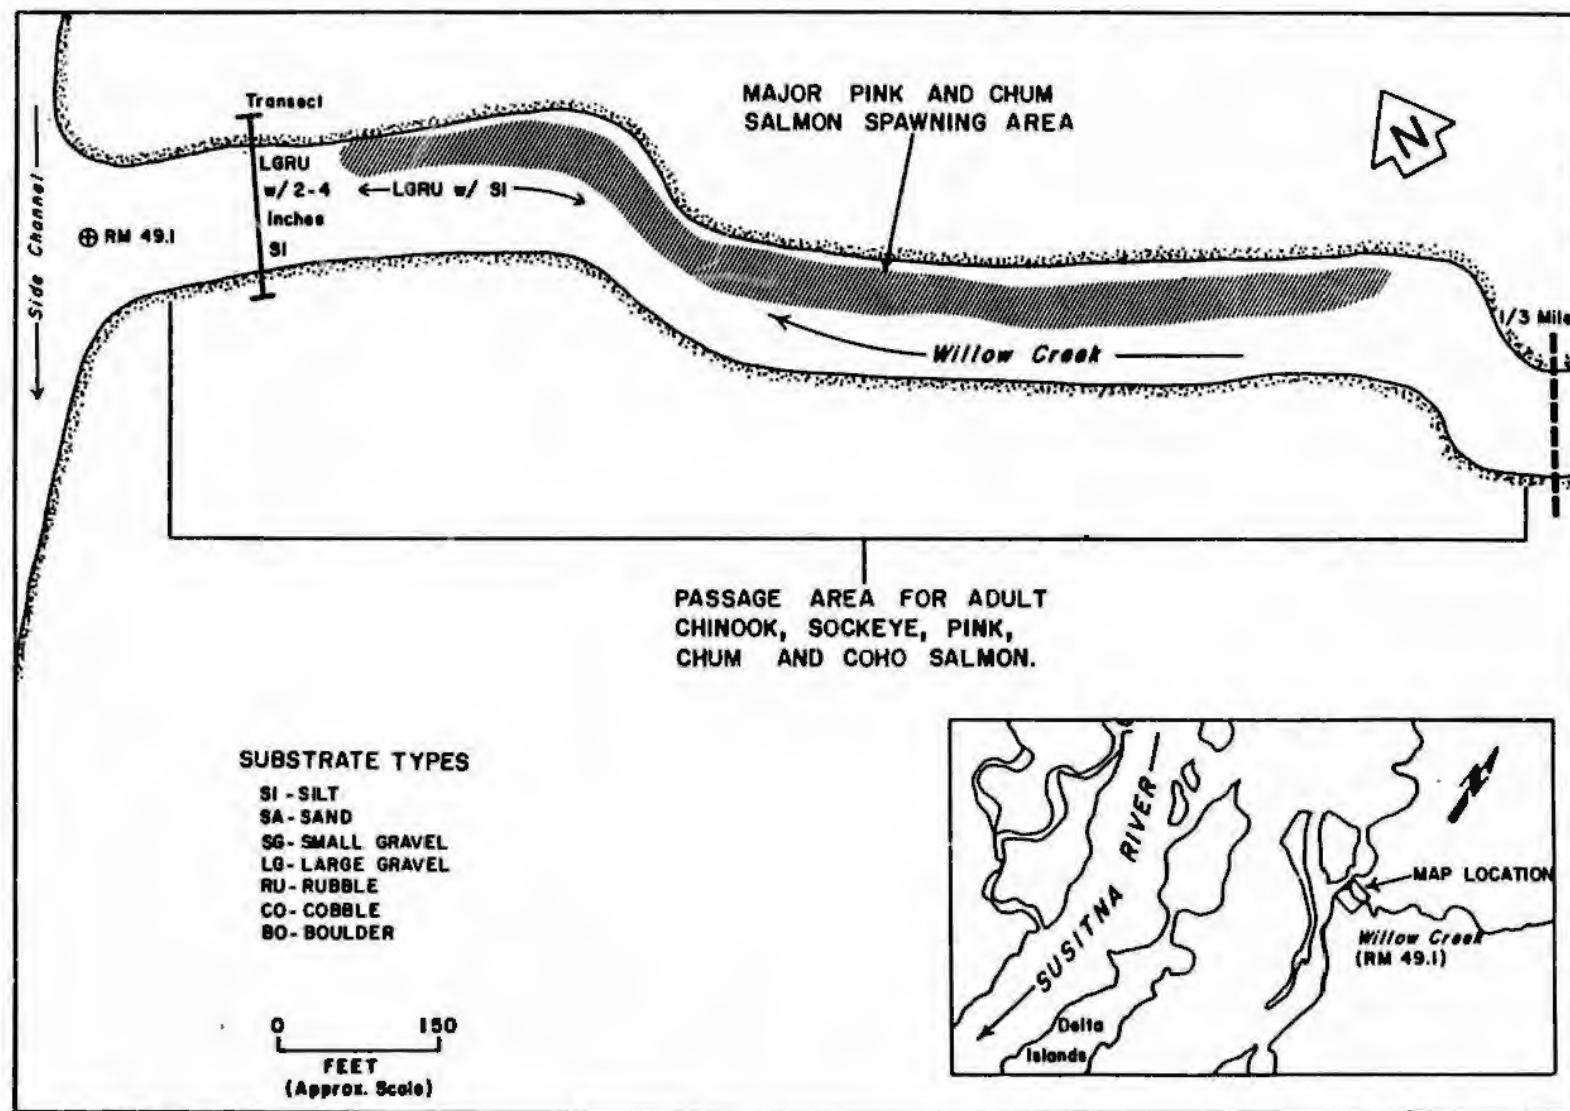 MAJOR PINK AND CHUM
SALMON SPAWNING AREA
N
Transect
LGRU
w/ 2-4
Inches
SI
←LGRU w/ SI
Side Channel
⊕ RM 49.1
1/3 Mile
Willow Creek
PASSAGE AREA FOR ADULT
CHINOOK, SOCKEYE, PINK,
CHUM AND COHO SALMON.
SUBSTRATE TYPES
SI - SILT
SA - SAND
SG - SMALL GRAVEL
LG - LARGE GRAVEL
RU - RUBBLE
CO - COBBLE
BO - BOULDER
0 150
FEET
(Approx. Scale)
SUSITNA RIVER
N
MAP LOCATION
Willow Creek
(RM 49.1)
Delta
Islands